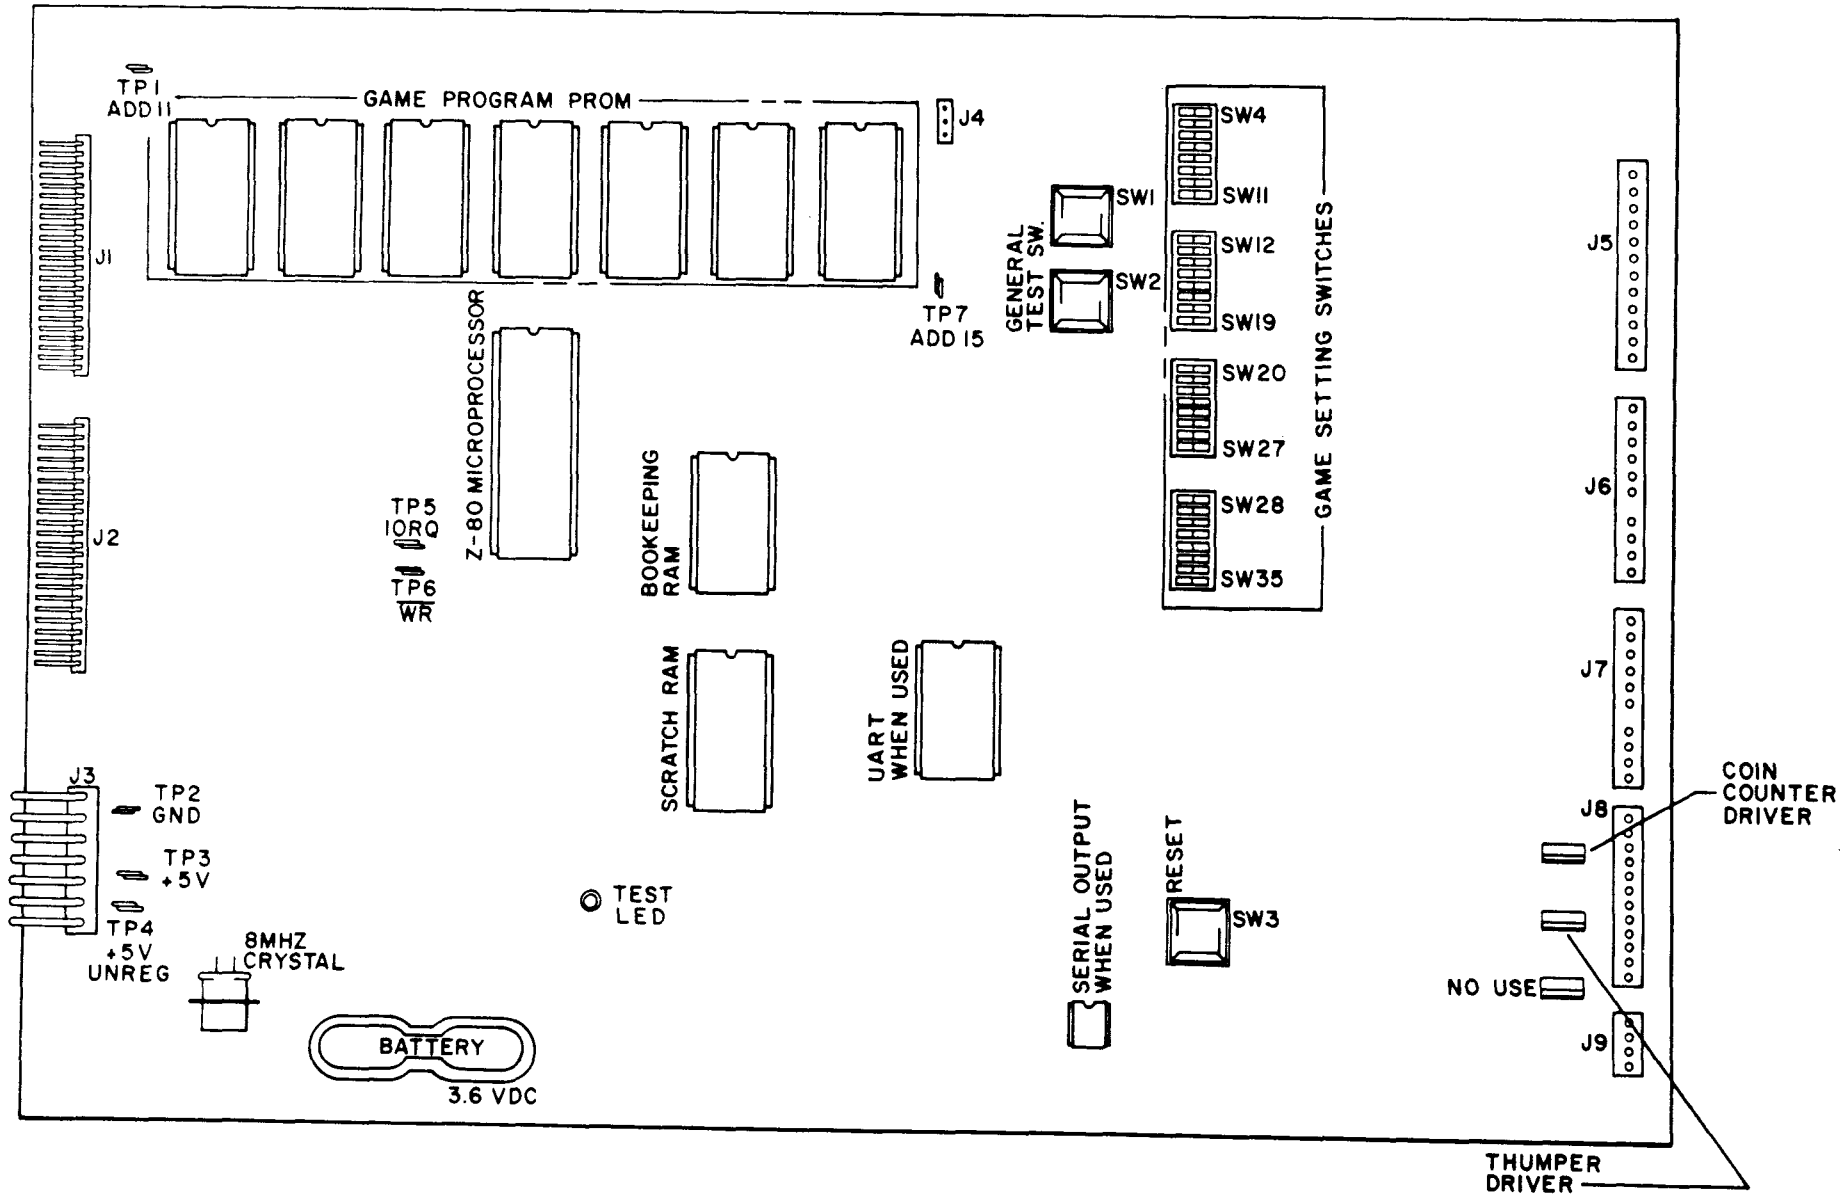 TP1
ADD11
GAME PROGRAM PROM
J4
SW4
SW11
SW1
SW2
GENERAL
TEST SW.
SW12
SW19
SW20
SW27
SW28
SW35
GAME SETTING SWITCHES
J1
J2
J5
J6
J7
J8
J9
TP7
ADD 15
Z-80 MICROPROCESSOR
TP5
IORQ
TP6
WR
BOOKEEPING
RAM
SCRATCH RAM
UART
WHEN USED
J3
TP2
GND
TP3
+5V
TP4
+5V
UNREG
8MHZ
CRYSTAL
TEST
LED
BATTERY
3.6 VDC
SERIAL OUTPUT
WHEN USED
RESET
SW3
COIN
COUNTER
DRIVER
NO USE
THUMPER
DRIVER